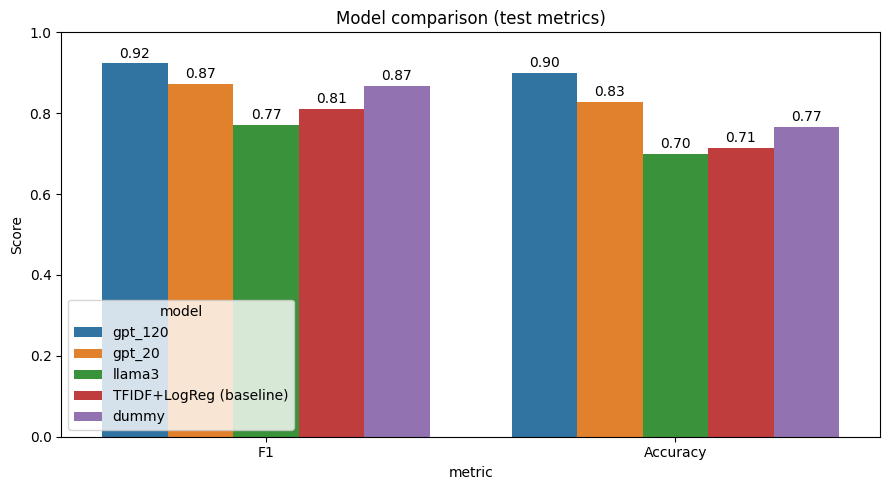 Model comparison (test metrics)
1.0
0.8
0.6
0.4
0.2
0.0
Score
0.92
0.87
0.77
0.81
0.87
0.90
0.83
0.70
0.71
0.77
model
gpt_120
gpt_20
llama3
TFIDF+LogReg (baseline)
dummy
F1
Accuracy
metric